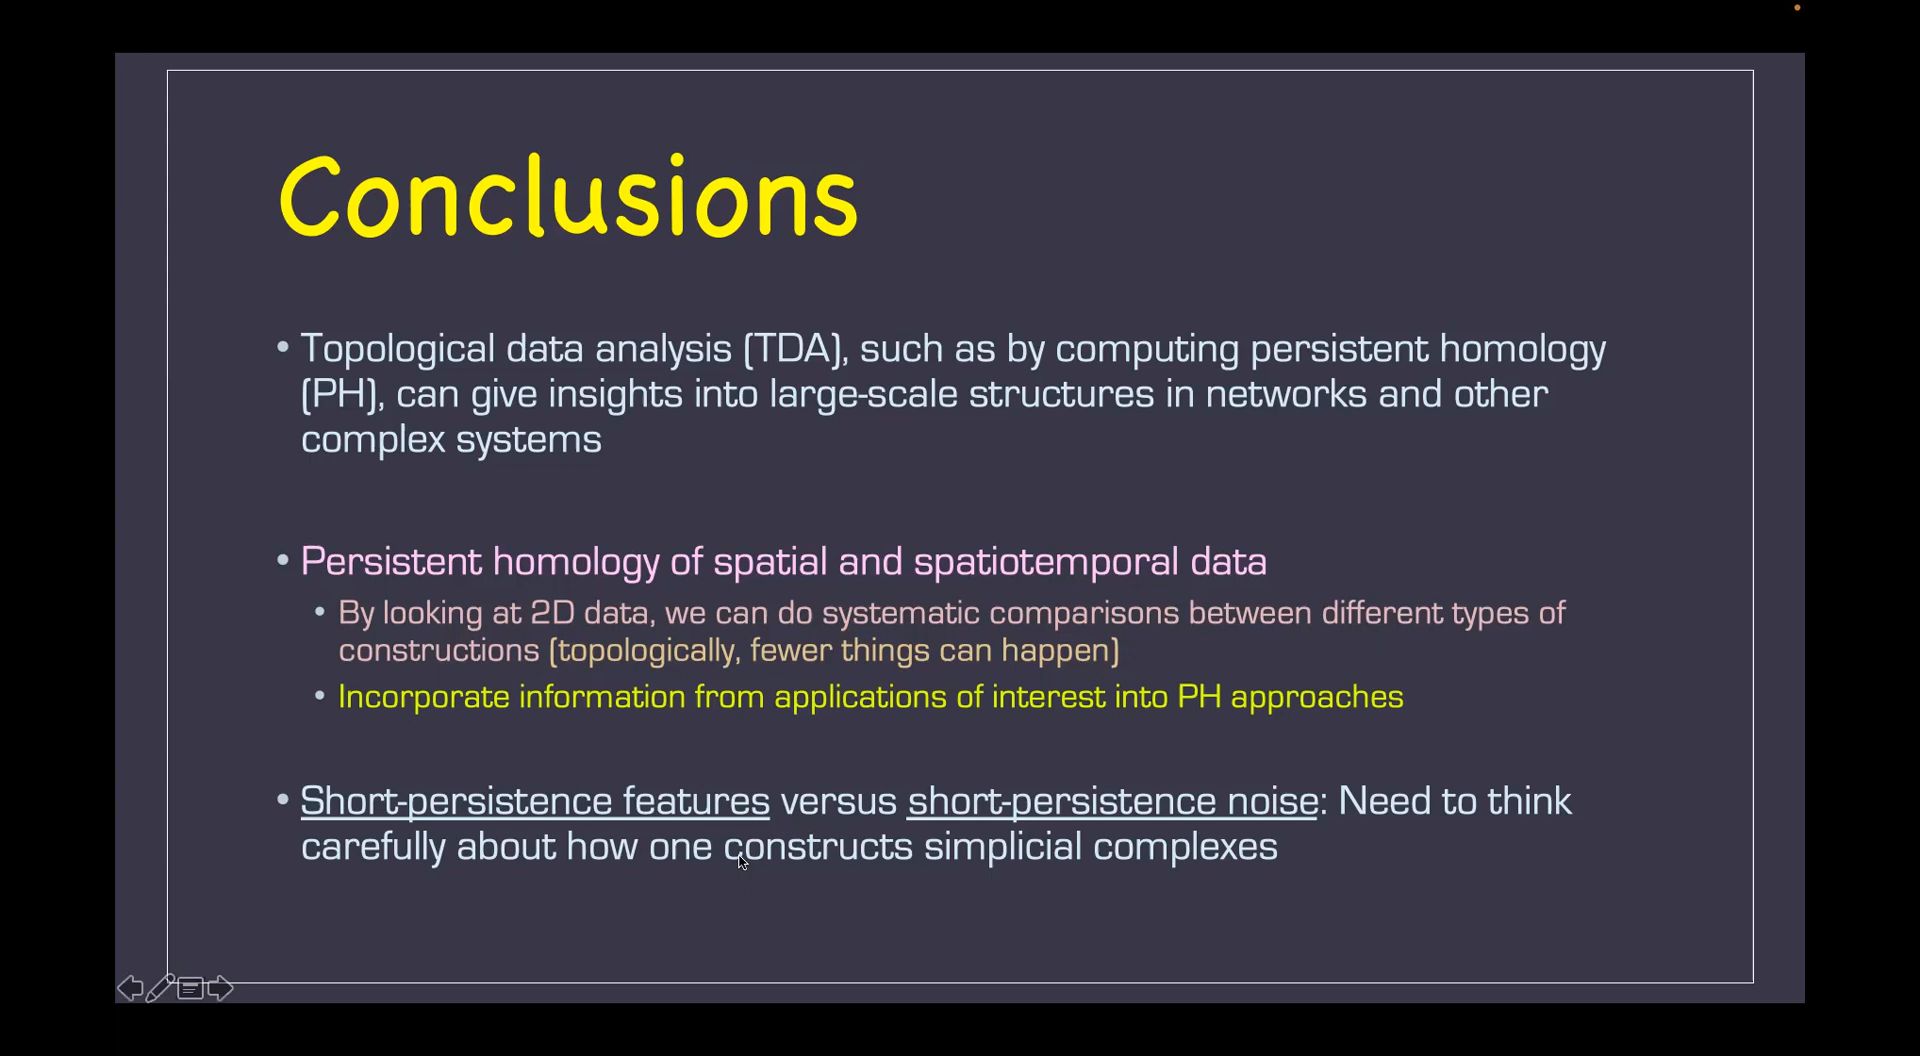 Conclusions
• Topological data analysis (TDA), such as by computing persistent homology
(PH), can give insights into large-scale structures in networks and other
complex systems
• Persistent homology of spatial and spatiotemporal data
• By looking at 2D data, we can do systematic comparisons between different types of
constructions (topologically, fewer things can happen)
• Incorporate information from applications of interest into PH approaches
• Short-persistence features versus short-persistence noise: Need to think
carefully about how one constructs simplicial complexes